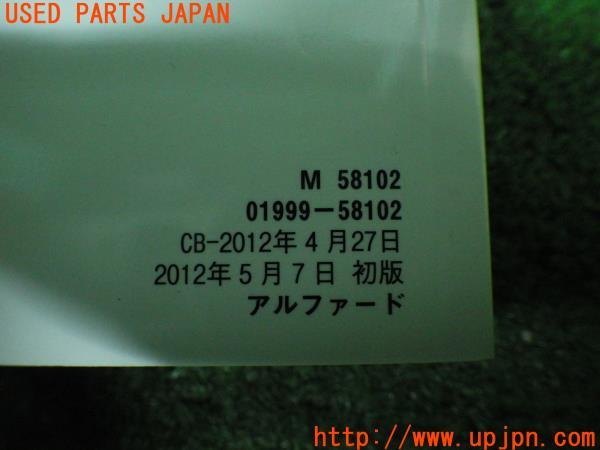 USED PARTS JAPAN
M 58102
01999-58102
CB-2012年4月27日
2012年5月7日 初版
アルファード
http://www.upjpn.com